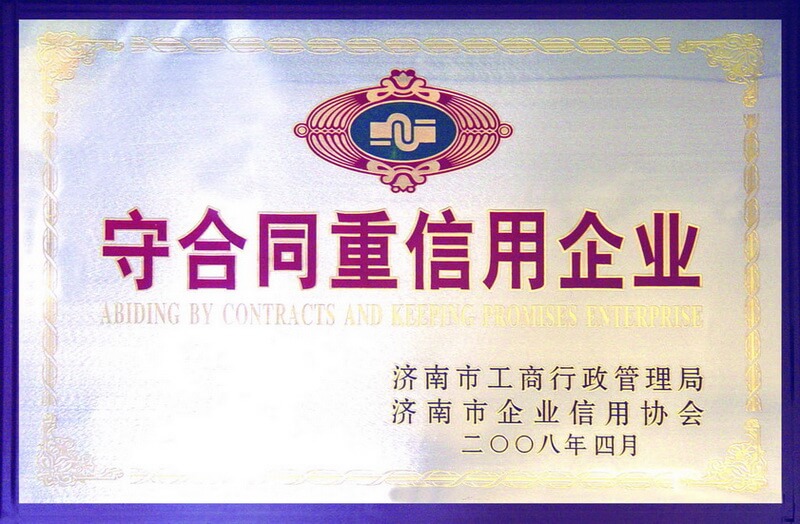 守合同重信用企业
ABIDING BY CONTRACTS AND KEEPING PROMISES ENTERPRISE
济南市工商行政管理局
济南市企业信用协会
二〇〇八年四月